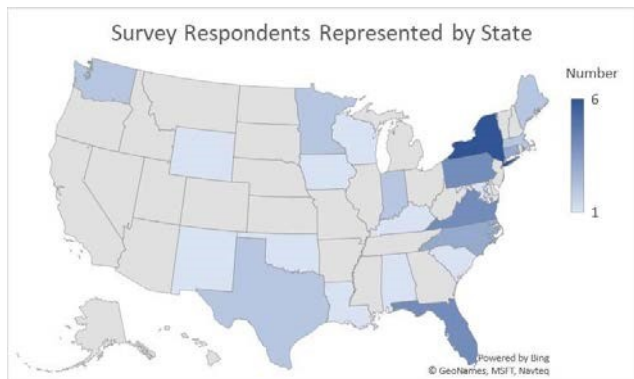 Survey Respondents Represented by State
Number
6
1
Powered by Bing
© GeoNames, MSFT, Navteq